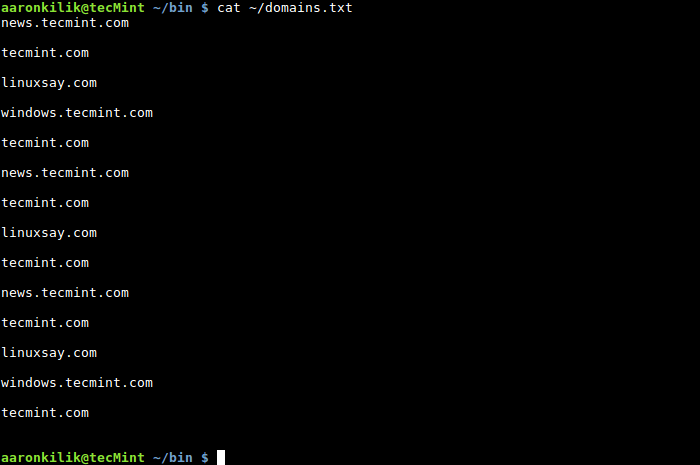 aaronkilik@tecMint ~/bin $ cat ~/domains.txt
news.tecmint.com
tecmint.com
linuxsay.com
windows.tecmint.com
tecmint.com
news.tecmint.com
tecmint.com
linuxsay.com
tecmint.com
news.tecmint.com
tecmint.com
linuxsay.com
windows.tecmint.com
tecmint.com
aaronkilik@tecMint ~/bin $